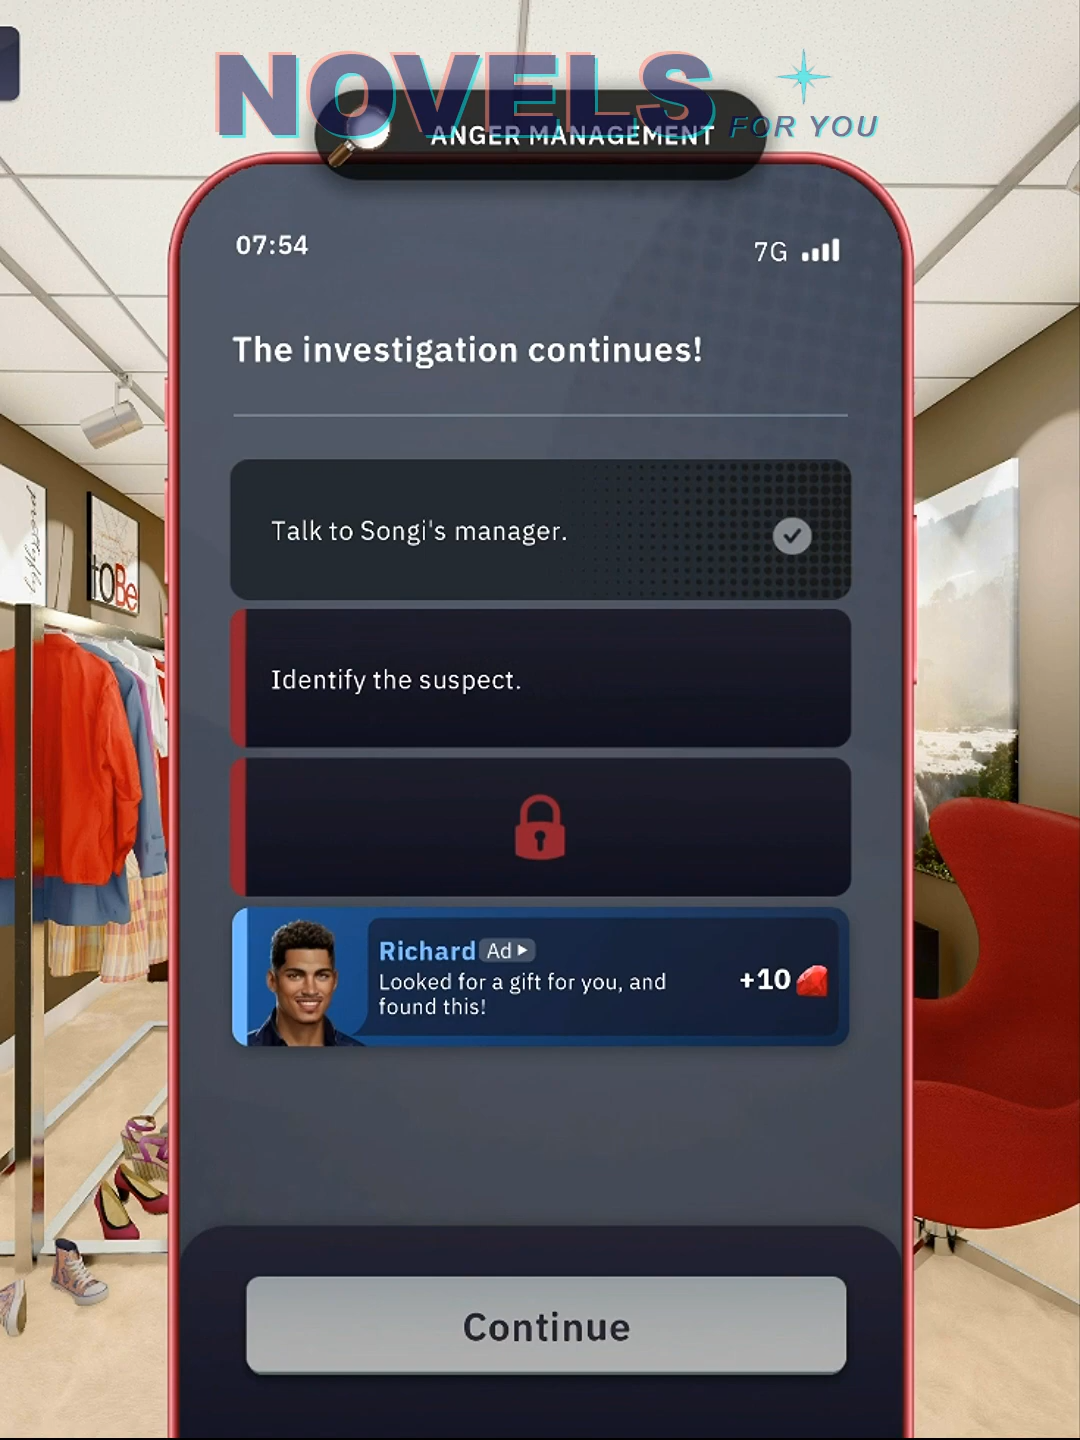 NOVELS
FOR YOU
ANGER MANAGEMENT
07:54
7G
The investigation continues!
Talk to Songi's manager.
Identify the suspect.
Richard Ad
Looked for a gift for you, and
found this!
+10
Continue
toBe